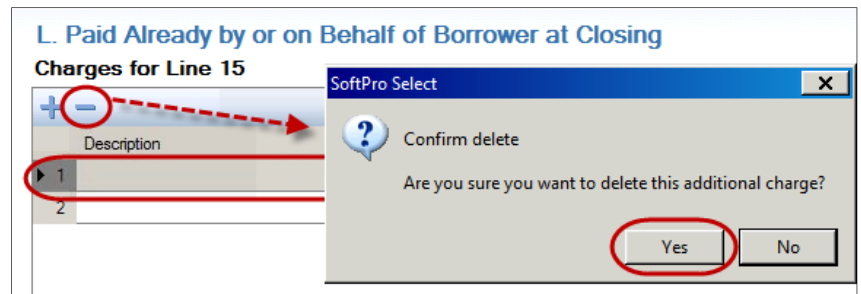 L. Paid Already by or on Behalf of Borrower at Closing
Charges for Line 15
SoftPro Select
Description
Confirm delete
Are you sure you want to delete this additional charge?
1
2
Yes No